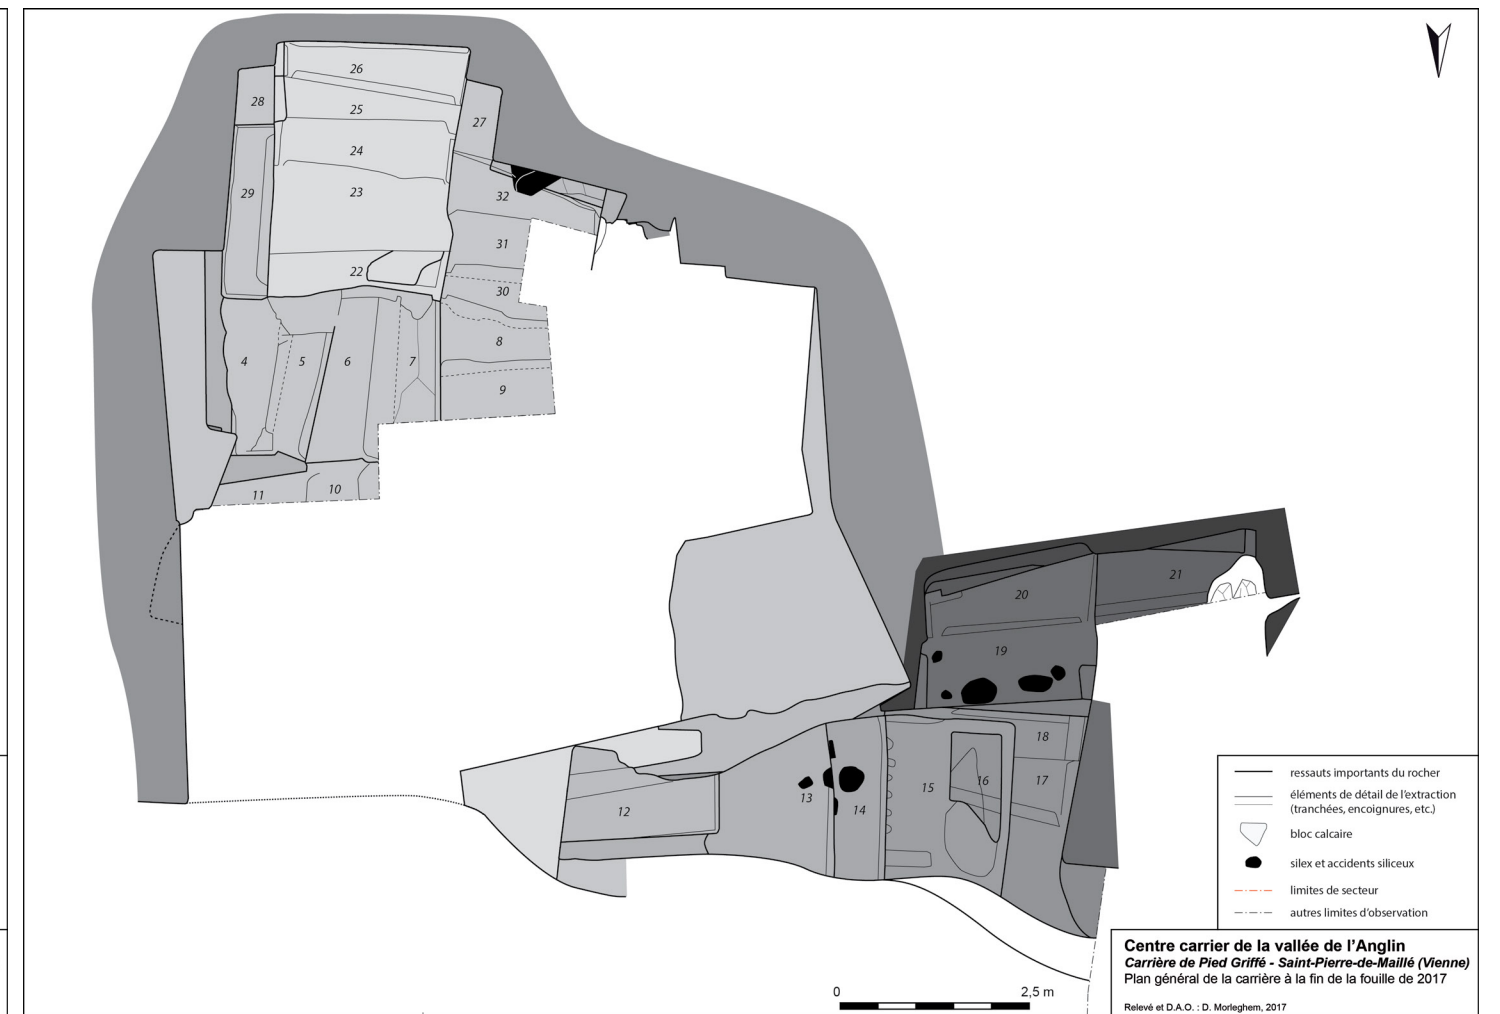 26
28
25
27
24
29
23
32
31
22
30
8
4
5
6
7
9
11
10
21
20
19
18
17
16
15
14
13
12
ressauts importants du rocher
éléments de détail de l'extraction
(tranchées, encoignures, etc.)
bloc calcaire
silex et accidents siliceux
limites de secteur
autres limites d'observation
Centre carrier de la vallée de l'Anglin
Carrière de Pied Griffé - Saint-Pierre-de-Maillé (Vienne)
Plan général de la carrière à la fin de la fouille de 2017
Relevé et D.A.O. : D. Morleghem, 2017
0 2,5 m